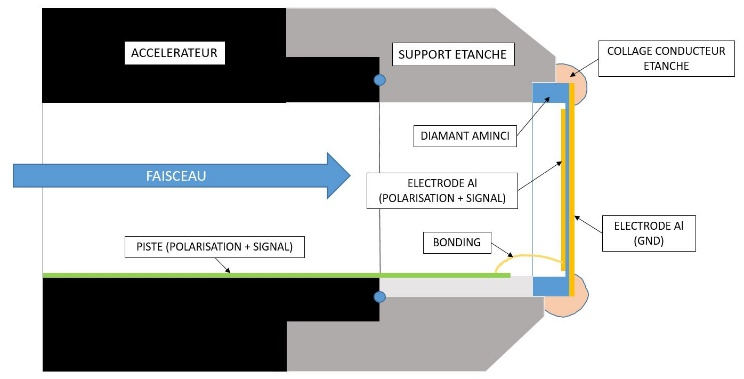 ACCELERATEUR
SUPPORT ETANCHE
COLLAGE CONDUCTEUR
ETANCHE
DIAMANT AMINCI
FAISCEAU
ELECTRODE Al
(POLARISATION + SIGNAL)
ELECTRODE Al
(GND)
BONDING
PISTE (POLARISATION + SIGNAL)